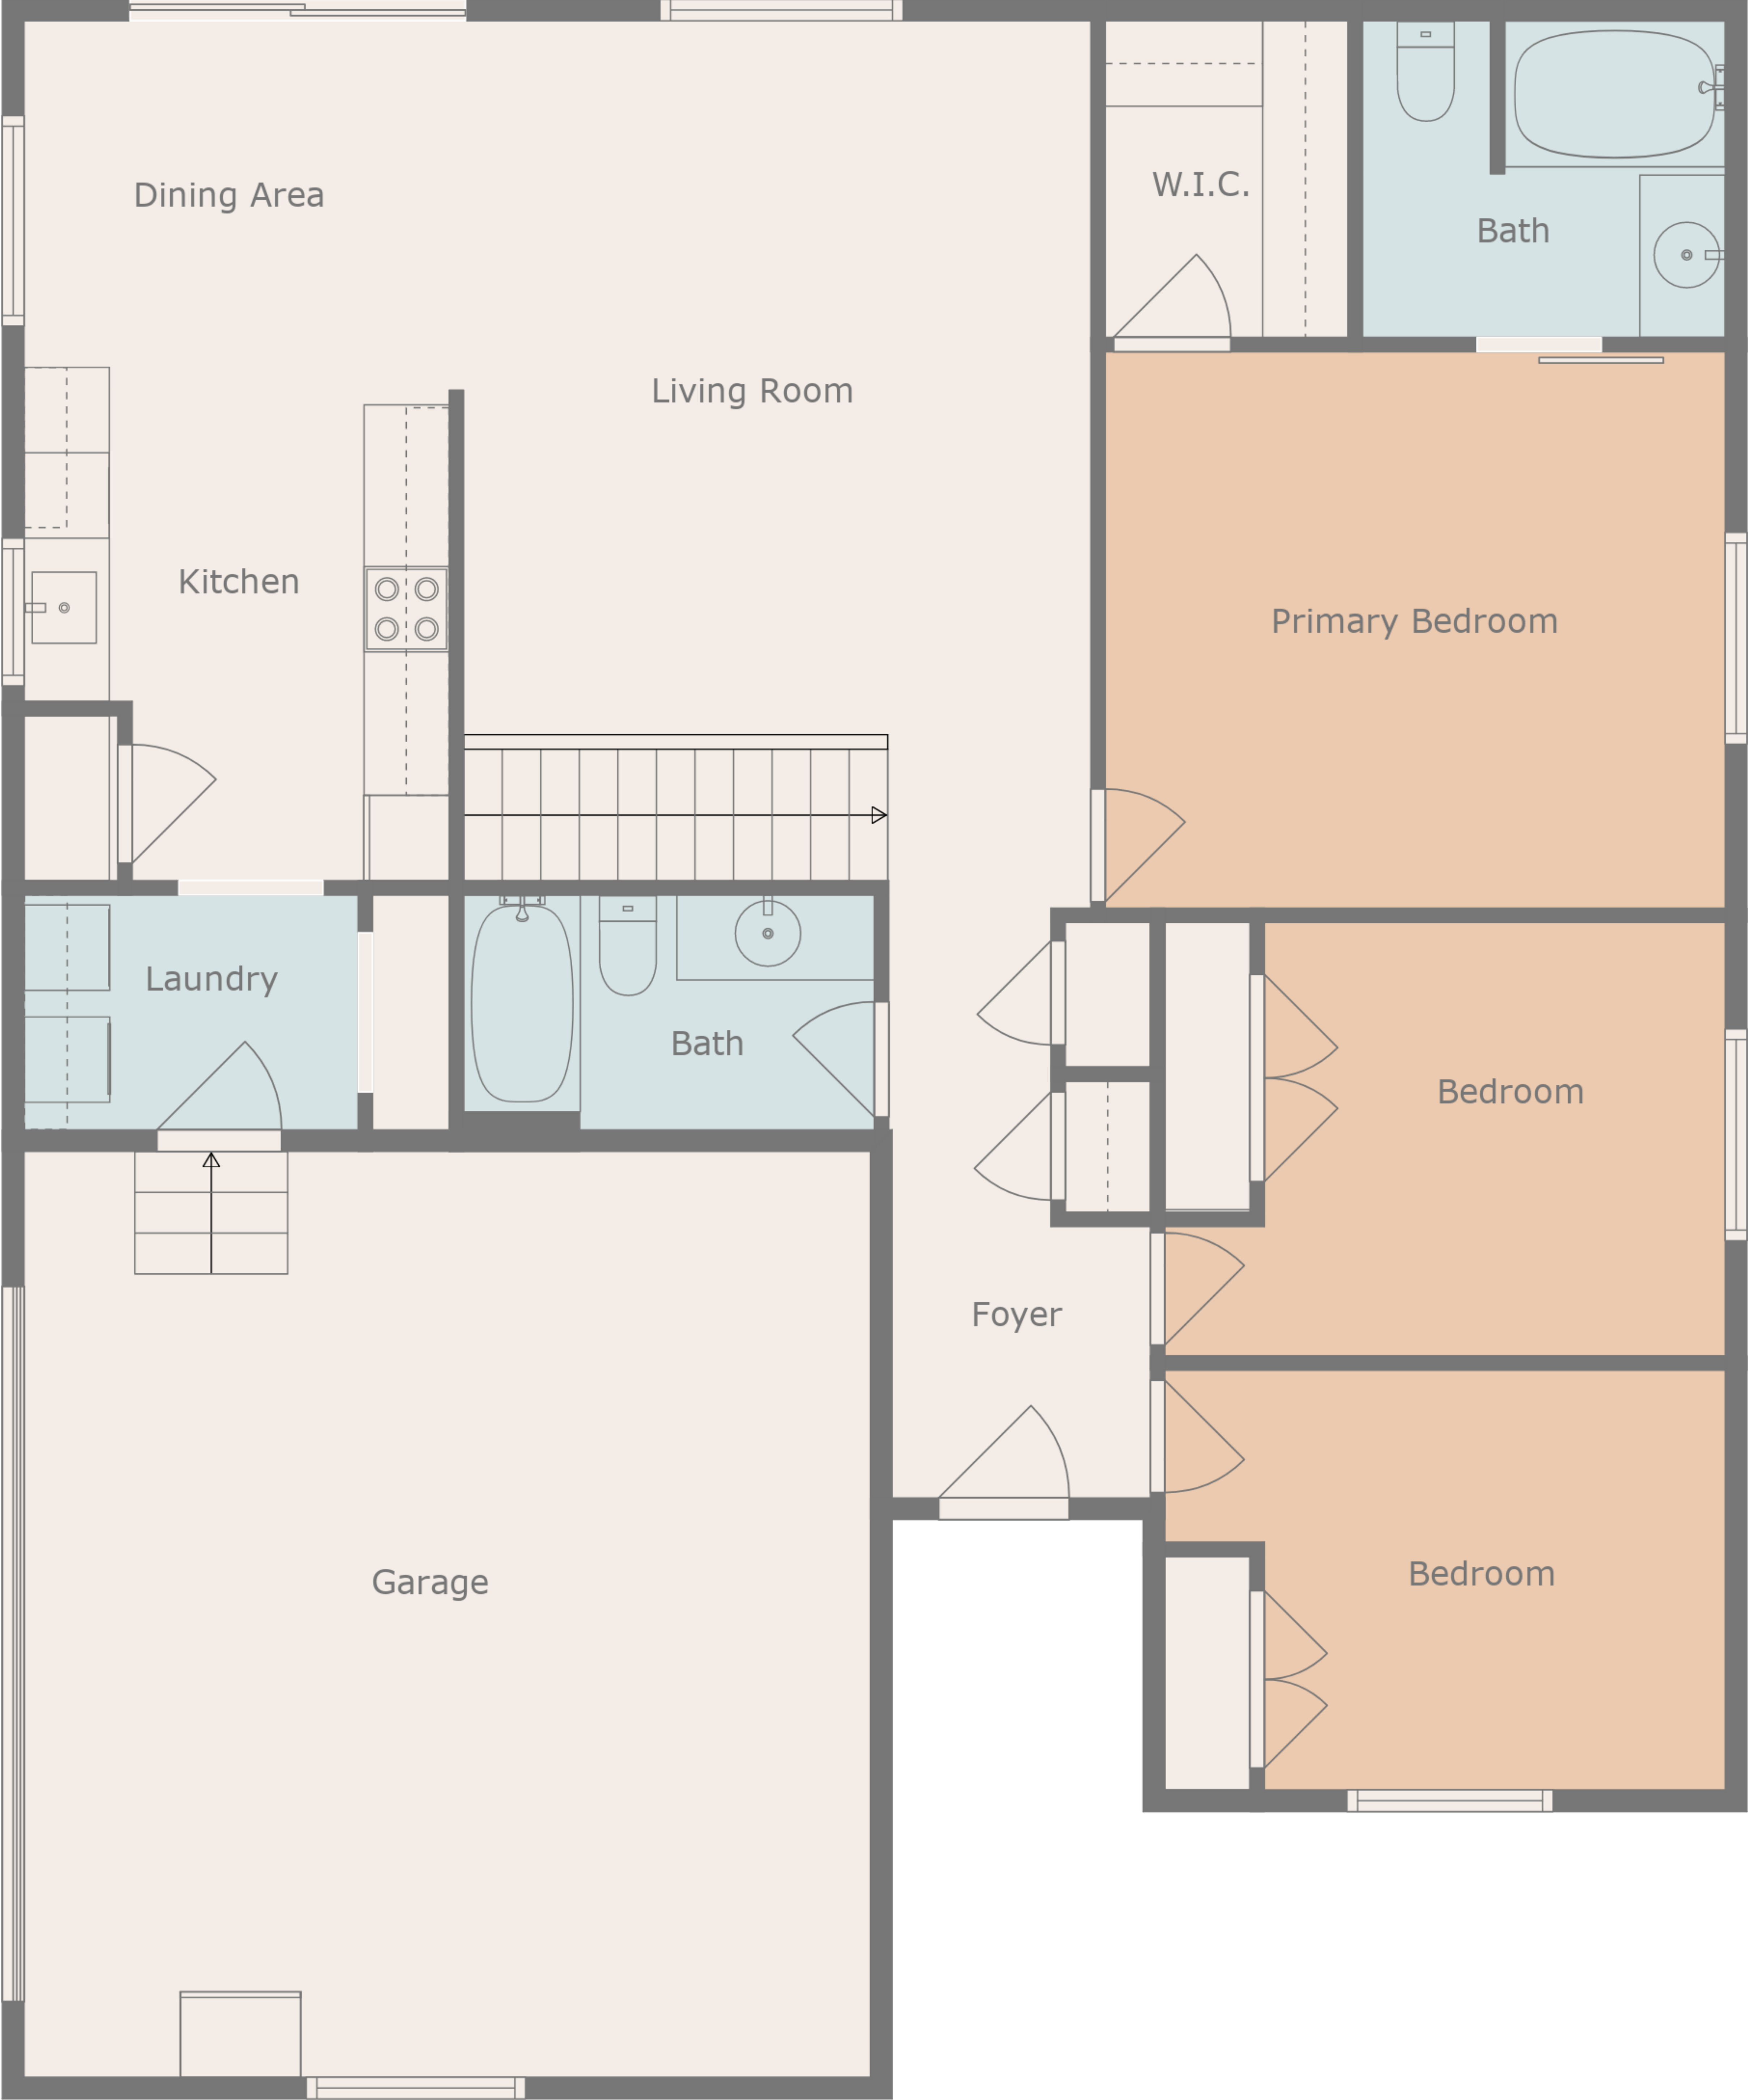 W.I.C.
Dining Area
Bath
Living Room
Kitchen
Primary Bedroom
Laundry
Bath
Bedroom
Foyer
Garage
Bedroom